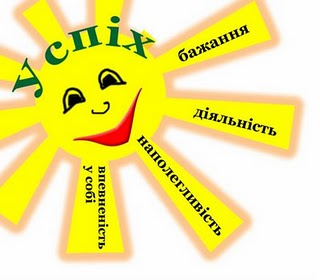 успіх
бажання
діяльність
наполегливість
впевненість
у собі